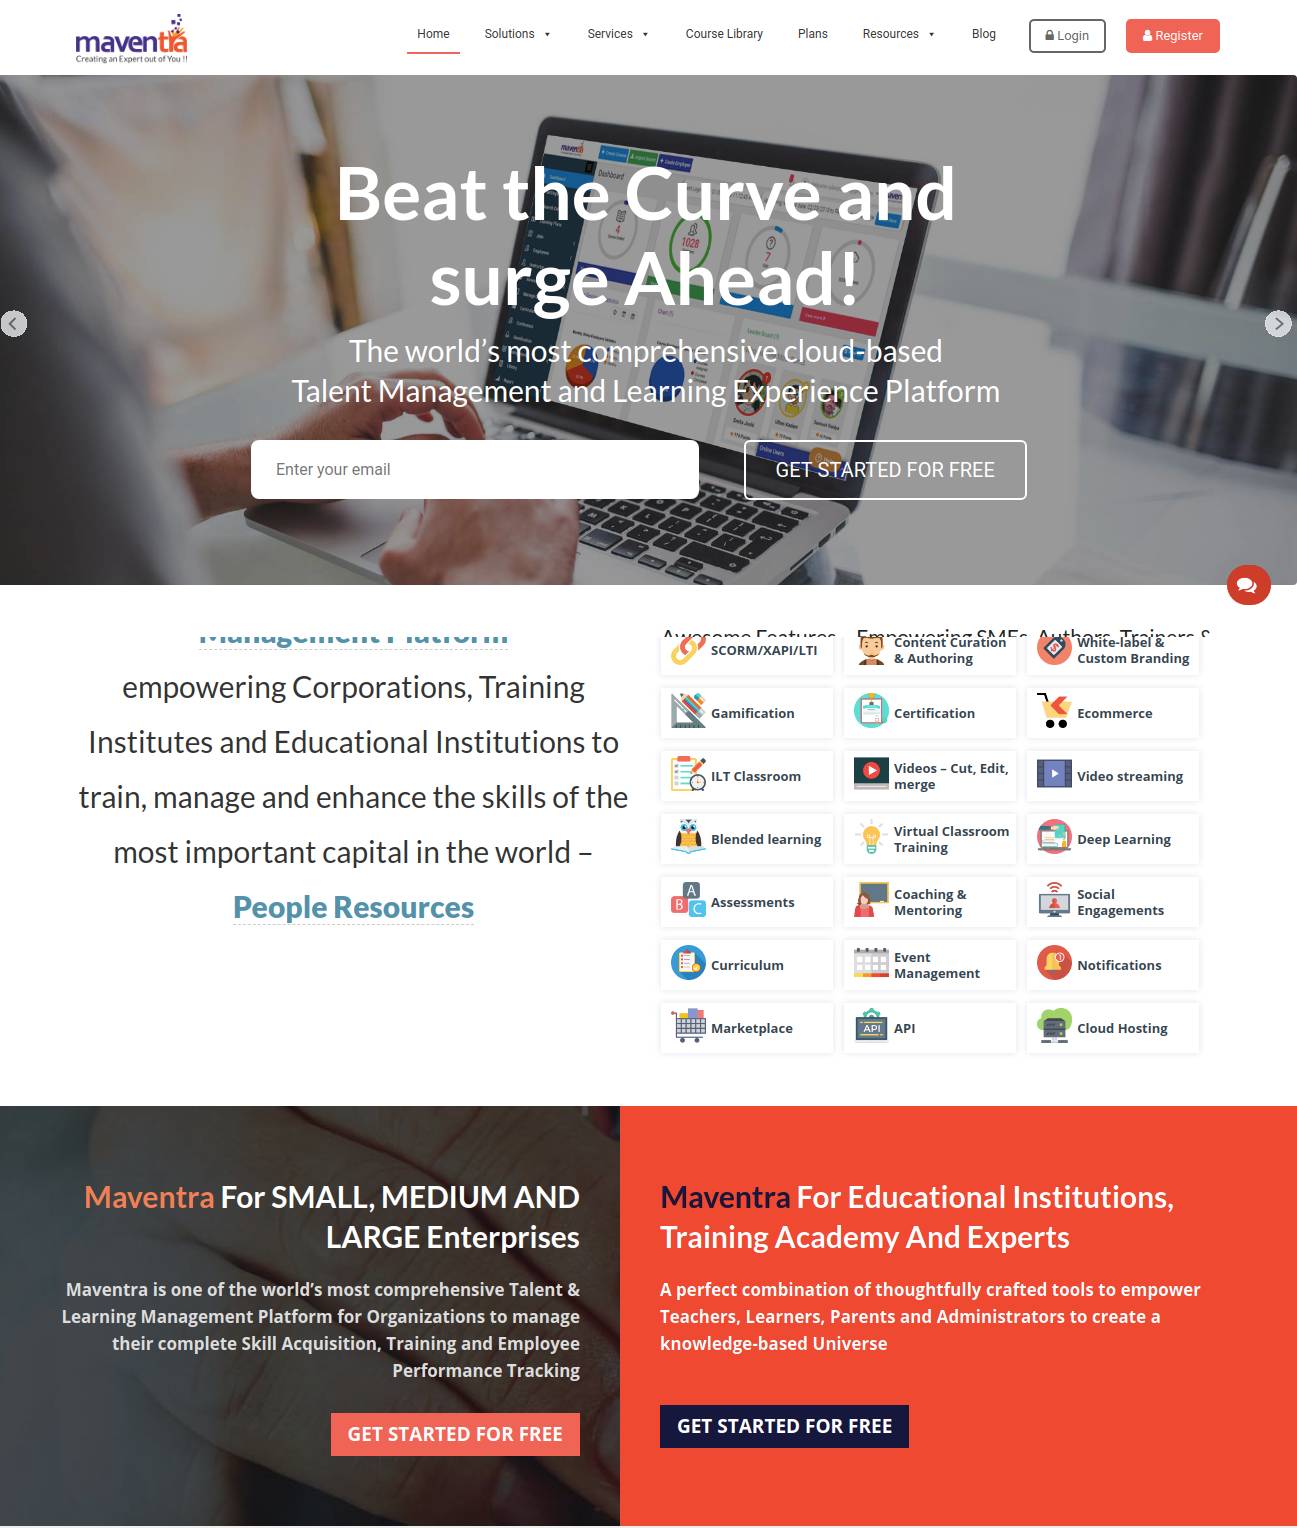 maventra
Creating an Expert out of You !!
Home
Solutions
Services
Course Library
Plans
Resources
Blog
Login
Register
Beat the Curve and
surge Ahead!
The world's most comprehensive cloud-based
Talent Management and Learning Experience Platform
Enter your email
GET STARTED FOR FREE
Management Platform
empowering Corporations, Training
Institutes and Educational Institutions to
train, manage and enhance the skills of the
most important capital in the world –
People Resources
Awesome Features
Empowering SMEs, Authors, Trainers &
SCORM/XAPI/LTI
Content Curation
& Authoring
White-label &
Custom Branding
Gamification
Certification
Ecommerce
ILT Classroom
Videos – Cut, Edit,
merge
Video streaming
Blended learning
Virtual Classroom
Training
Deep Learning
Assessments
Coaching &
Mentoring
Social
Engagements
Curriculum
Event
Management
Notifications
Marketplace
API
Cloud Hosting
Maventra For SMALL, MEDIUM AND
LARGE Enterprises
Maventra is one of the world's most comprehensive Talent &
Learning Management Platform for Organizations to manage
their complete Skill Acquisition, Training and Employee
Performance Tracking
GET STARTED FOR FREE
Maventra For Educational Institutions,
Training Academy And Experts
A perfect combination of thoughtfully crafted tools to empower
Teachers, Learners, Parents and Administrators to create a
knowledge-based Universe
GET STARTED FOR FREE